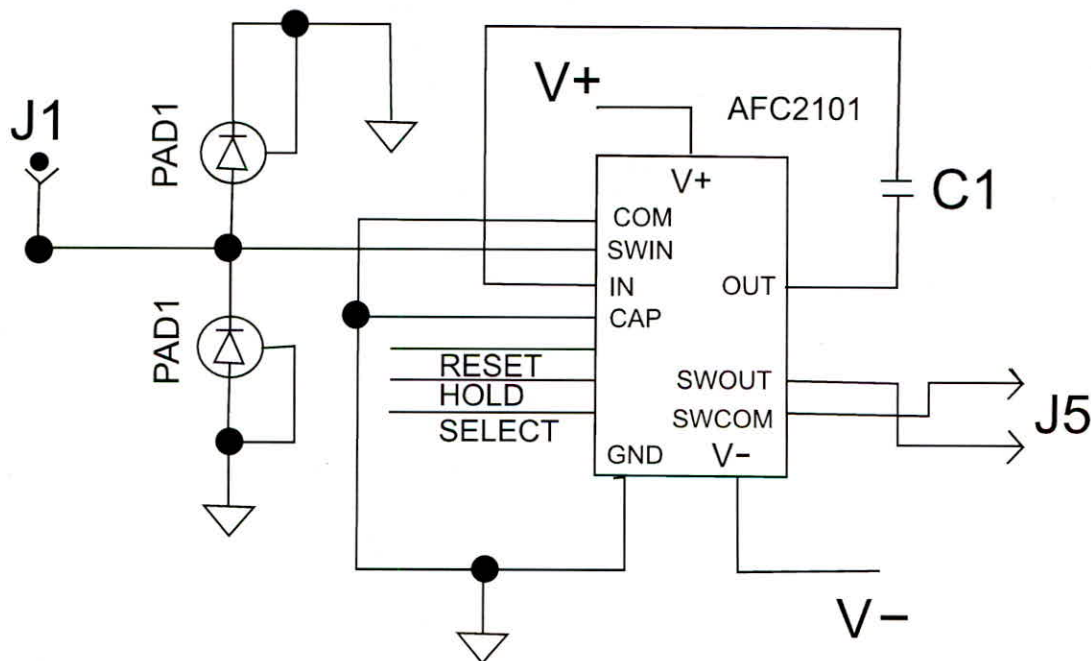 J1
PAD1
PAD1
V+
AFC2101
V+
COM
SWIN
IN
CAP
RESET
HOLD
SELECT
GND
OUT
SWOUT
SWCOM
V-
C1
J5
V-